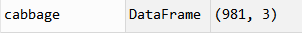 cabbage DataFrame (981, 3)